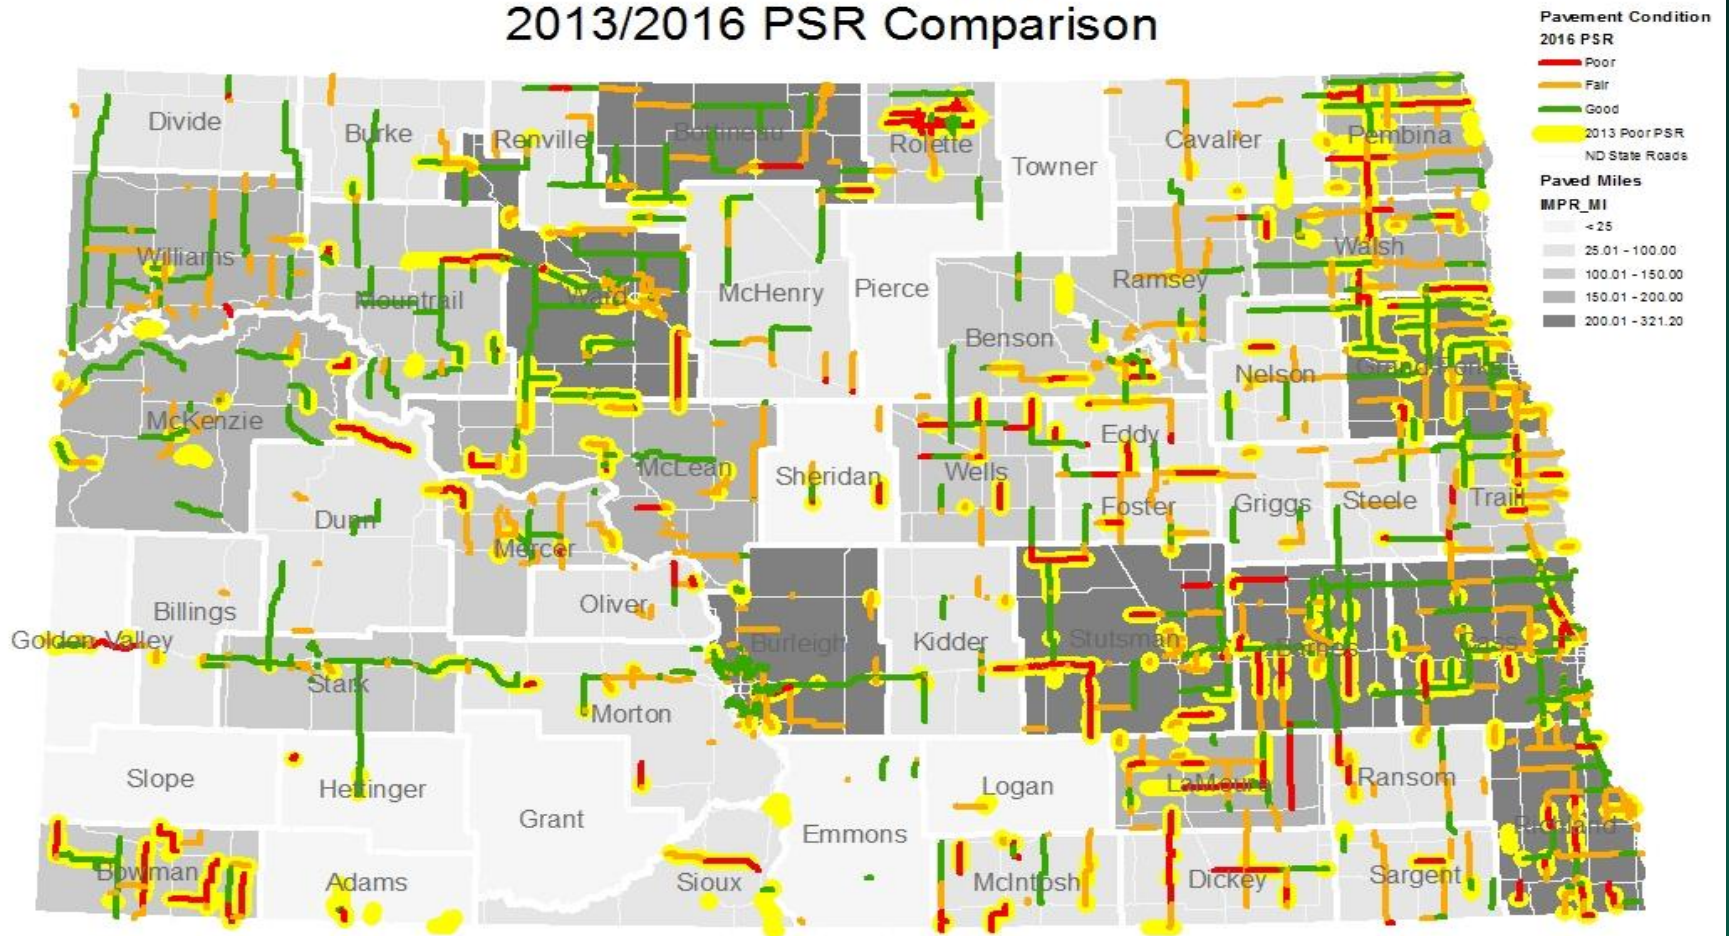 2013/2016 PSR Comparison
Pavement Condition
2016 PSR
Poor
Fair
Good
2013 Poor PSR
ND State Roads
Paved Miles
IMPR_MI
< 25
25.01 - 100.00
100.01 - 150.00
150.01 - 200.00
200.01 - 321.20
Divide
Burke
Renville
Bottineau
Rolette
Towner
Cavalier
Pembina
Williams
Mountrail
Ward
McHenry
Pierce
Benson
Ramsey
Walsh
Nelson
Grand Forks
McKenzie
McLean
Sheridan
Wells
Eddy
Foster
Griggs
Steele
Traill
Dunn
Mercer
Oliver
Billings
Golden Valley
Stark
Morton
Burleigh
Kidder
Stutsman
Barnes
Cass
Slope
Hettinger
Grant
Emmons
Logan
LaMoure
Ransom
Richland
Bowman
Adams
Sioux
McIntosh
Dickey
Sargent